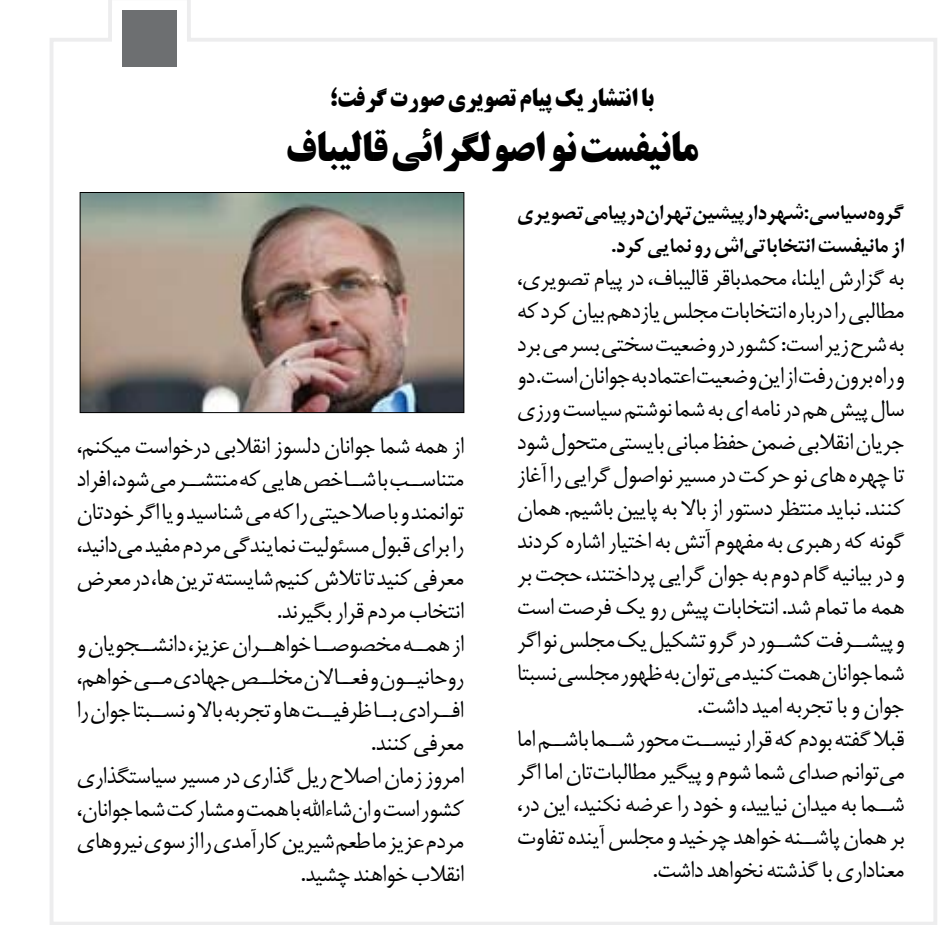 با انتشار یک پیام تصویری صورت گرفت؛
مانیفست نو اصولگرائی قالیباف
گروه‌سیاسی:شهردار پیشین تهران در پیامی تصویری
از مانیفست انتخاباتی‌اش رو نمایی کرد.
به گزارش ایلنا، محمدباقر قالیباف، در پیام تصویری،
مطالبی را درباره انتخابات مجلس یازدهم بیان کرد که
به شرح زیر است: کشور در وضعیت سختی بسر می برد
و راه برون رفت از این وضعیت اعتماد به جوانان است. دو
سال پیش هم در نامه ای به شما نوشتم سیاست ورزی
جریان انقلابی ضمن حفظ مبانی بایستی متحول شود
تا چهره های نو حرکت در مسیر نواصول گرایی را آغاز
کنند. نباید منتظر دستور از بالا به پایین باشیم. همان
گونه که رهبری به مفهوم آتش به اختیار اشاره کردند
و در بیانیه گام دوم به جوان گرایی پرداختند، حجت بر
همه ما تمام شد. انتخابات پیش رو یک فرصت است
و پیشرفت کشور در گرو تشکیل یک مجلس نو اگر
شما جوانان همت کنید می توان به ظهور مجلسی نسبتا
جوان و با تجربه امید داشت.
قبلا گفته بودم که قرار نیست محور شما باشم اما
می‌توانم صدای شما شوم و پیگیر مطالبات‌تان اما اگر
شما به میدان نیایید، و خود را عرضه نکنید، این در،
بر همان پاشنه خواهد چرخید و مجلس آینده تفاوت
معناداری با گذشته نخواهد داشت.
از همه شما جوانان دلسوز انقلابی درخواست میکنم،
متناسب با شاخص هایی که منتشر می شود، افراد
توانمند و با صلاحیتی را که می شناسید و یا اگر خودتان
را برای قبول مسئولیت نمایندگی مردم مفید می‌دانید،
معرفی کنید تا تلاش کنیم شایسته ترین ها، در معرض
انتخاب مردم قرار بگیرند.
از همه مخصوصا خواهران عزیز، دانشجویان و
روحانیون و فعالان مخلص جهادی می خواهم،
افرادی با ظرفیت ها و تجربه بالا و نسبتا جوان را
معرفی کنند.
امروز زمان اصلاح ریل گذاری در مسیر سیاستگذاری
کشور است و ان شاءالله با همت و مشارکت شما جوانان،
مردم عزیز ما طعم شیرین کارآمدی را از سوی نیروهای
انقلاب خواهند چشید.